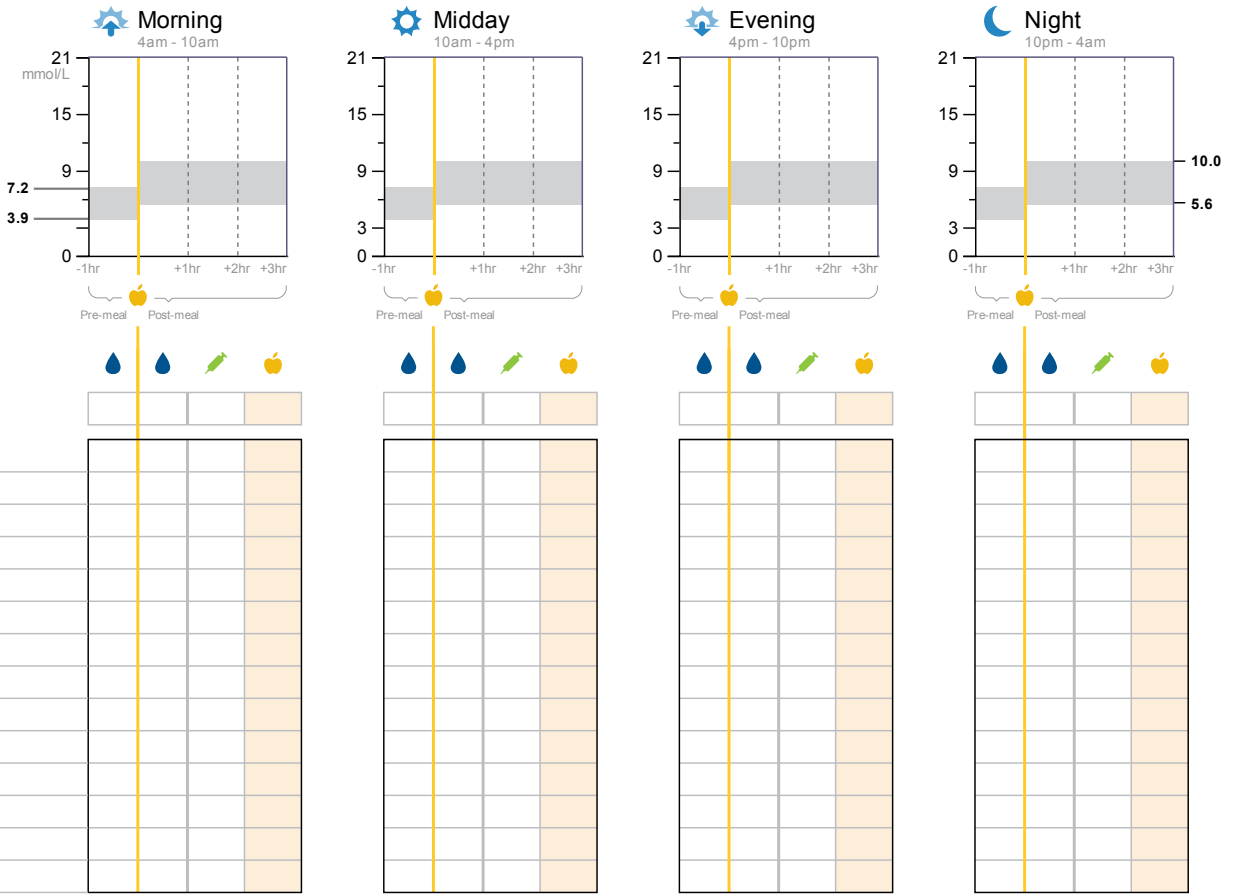 Morning
4am - 10am
21
mmol/L
15
9
7.2
3.9
3
0
-1hr +1hr +2hr +3hr
Pre-meal Post-meal
Midday
10am - 4pm
21
15
9
3
0
-1hr +1hr +2hr +3hr
Pre-meal Post-meal
Evening
4pm - 10pm
21
15
9
3
0
-1hr +1hr +2hr +3hr
Pre-meal Post-meal
Night
10pm - 4am
21
15
9
10.0
5.6
3
0
-1hr +1hr +2hr +3hr
Pre-meal Post-meal